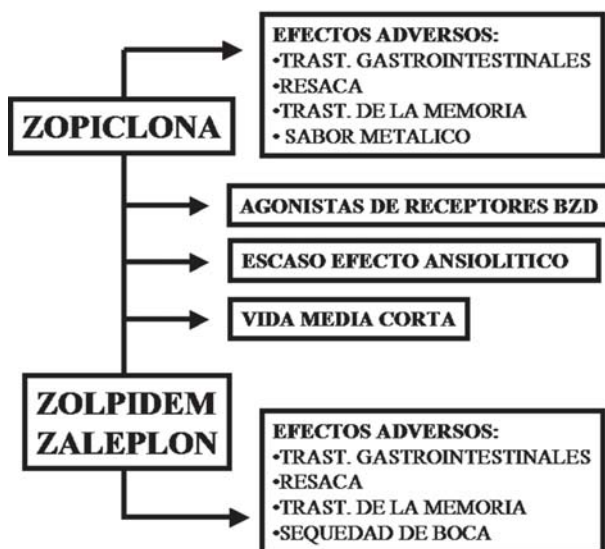 EFECTOS ADVERSOS:
•TRAST. GASTROINTESTINALES
•RESACA
•TRAST. DE LA MEMORIA
• SABOR METALICO
ZOPICLONA
AGONISTAS DE RECEPTORES BZD
ESCASO EFECTO ANSIOLITICO
VIDA MEDIA CORTA
ZOLPIDEM
ZALEPLON
EFECTOS ADVERSOS:
•TRAST. GASTROINTESTINALES
•RESACA
•TRAST. DE LA MEMORIA
•SEQUEDAD DE BOCA